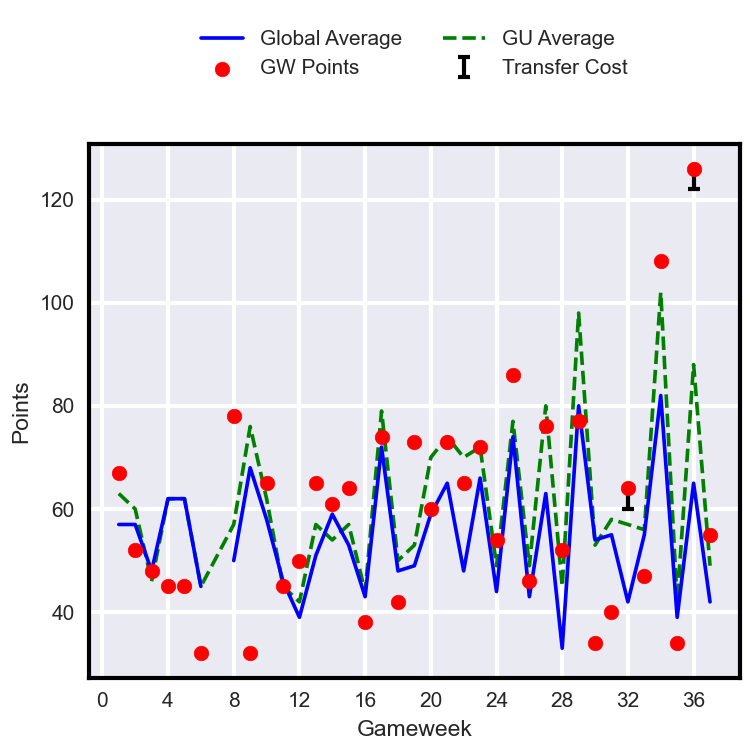 Global Average
GU Average
GW Points
Transfer Cost
120
100
80
60
40
Points
0 4 8 12 16 20 24 28 32 36
Gameweek